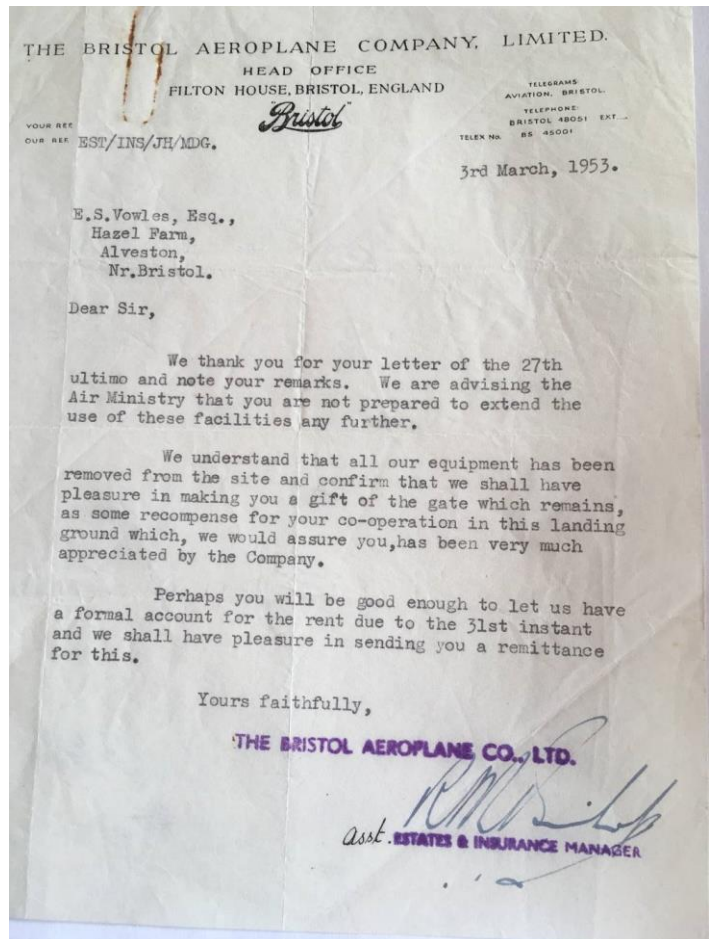 THE BRISTOL AEROPLANE COMPANY, LIMITED.
HEAD OFFICE
FILTON HOUSE, BRISTOL, ENGLAND
"Bristol"
TELEGRAMS
AVIATION, BRISTOL.
TELEPHONE
BRISTOL 48051 EXT
TELEX No. BS 45001
YOUR REF
OUR REF. EST/INS/JH/MDG.
3rd March, 1953.
E.S.Vowles, Esq.,
Hazel Farm,
Alveston,
Nr.Bristol.
Dear Sir,
We thank you for your letter of the 27th
ultimo and note your remarks. We are advising the
Air Ministry that you are not prepared to extend the
use of these facilities any further.
We understand that all our equipment has been
removed from the site and confirm that we shall have
pleasure in making you a gift of the gate which remains,
as some recompense for your co-operation in this landing
ground which, we would assure you,has been very much
appreciated by the Company.
Perhaps you will be good enough to let us have
a formal account for the rent due to the 31st instant
and we shall have pleasure in sending you a remittance
for this.
Yours faithfully,
THE BRISTOL AEROPLANE CO., LTD.
asst. ESTATES & INSURANCE MANAGER